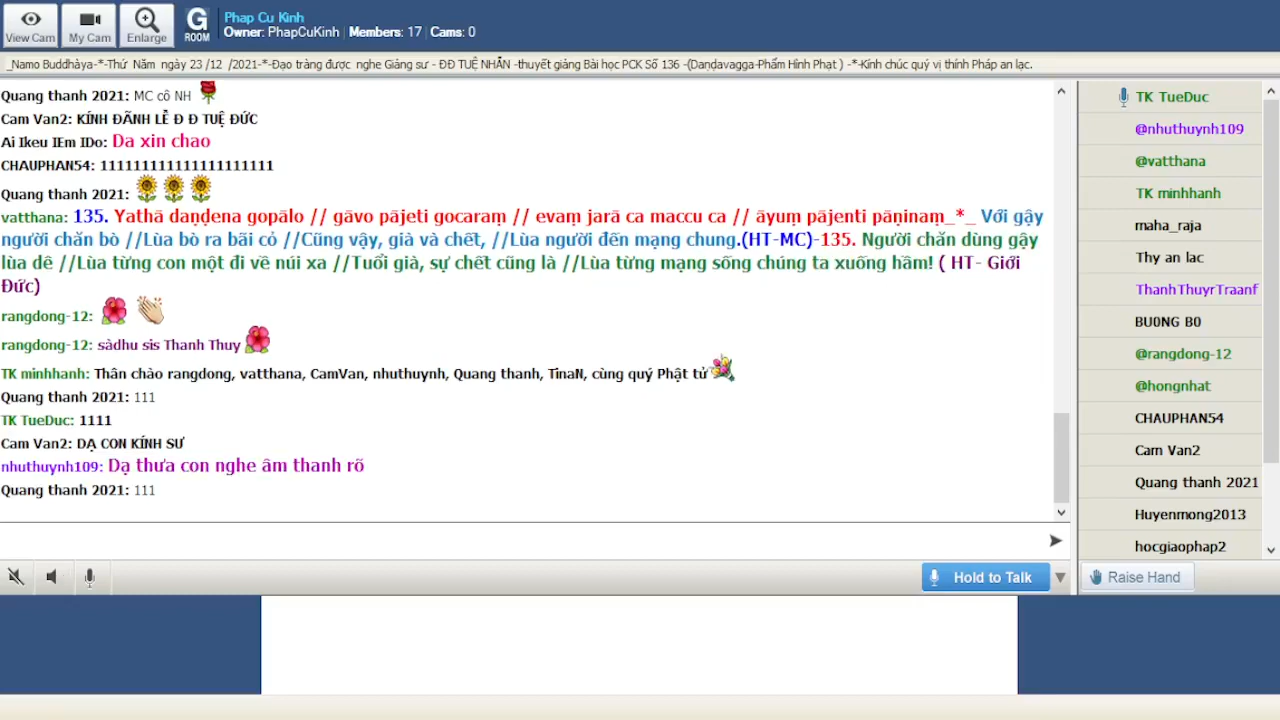 View Cam
My Cam
Enlarge
G
ROOM
Phap Cu Kinh
Owner: PhapCuKinh | Members: 17 | Cams: 0
_Namo Buddhàya-*-Thứ Năm ngày 23 /12 /2021-*-Đạo tràng được nghe Giảng sư - ĐĐ TUỆ NHẪN -thuyết giảng Bài học PCK Số 136 -(Daṇḍavagga-Phẩm Hình Phạt ) -*-Kính chúc quý vị thính Pháp an lạc.
Quang thanh 2021: MC cô NH
Cam Van2: KÍNH ĐÃNH LỄ Đ Đ TUỆ ĐỨC
Ai Ikeu IEm IDo: Da xin chao
CHAUPHAN54: 111111111111111111111
Quang thanh 2021:
vatthana: 135. Yathā daṇḍena gopālo // gāvo pājeti gocaraṃ // evaṃ jarā ca maccu ca // āyuṃ pājenti pāṇinaṃ_*_ Với gậy
người chăn bò //Lùa bò ra bãi cỏ //Cũng vậy, già và chết, //Lùa người đến mạng chung.(HT-MC)-135. Người chăn dùng gậy
lùa dê //Lùa từng con một đi về núi xa //Tuổi già, sự chết cũng là //Lùa từng mạng sống chúng ta xuống hầm! ( HT- Giới
Đức)
rangdong-12:
rangdong-12: sàdhu sis Thanh Thuy
TK minhhanh: Thân chào rangdong, vatthana, CamVan, nhuthuynh, Quang thanh, TinaN, cùng quý Phật tử
Quang thanh 2021: 111
TK TueDuc: 1111
Cam Van2: DẠ CON KÍNH SƯ
nhuthuynh109: Dạ thưa con nghe âm thanh rõ
Quang thanh 2021: 111
TK TueDuc
@nhuthuynh109
@vatthana
TK minhhanh
maha_raja
Thy an lac
ThanhThuyrTraanf
BU0NG B0
@rangdong-12
@hongnhat
CHAUPHAN54
Cam Van2
Quang thanh 2021
Huyenmong2013
hocgiaophap2
Hold to Talk
Raise Hand